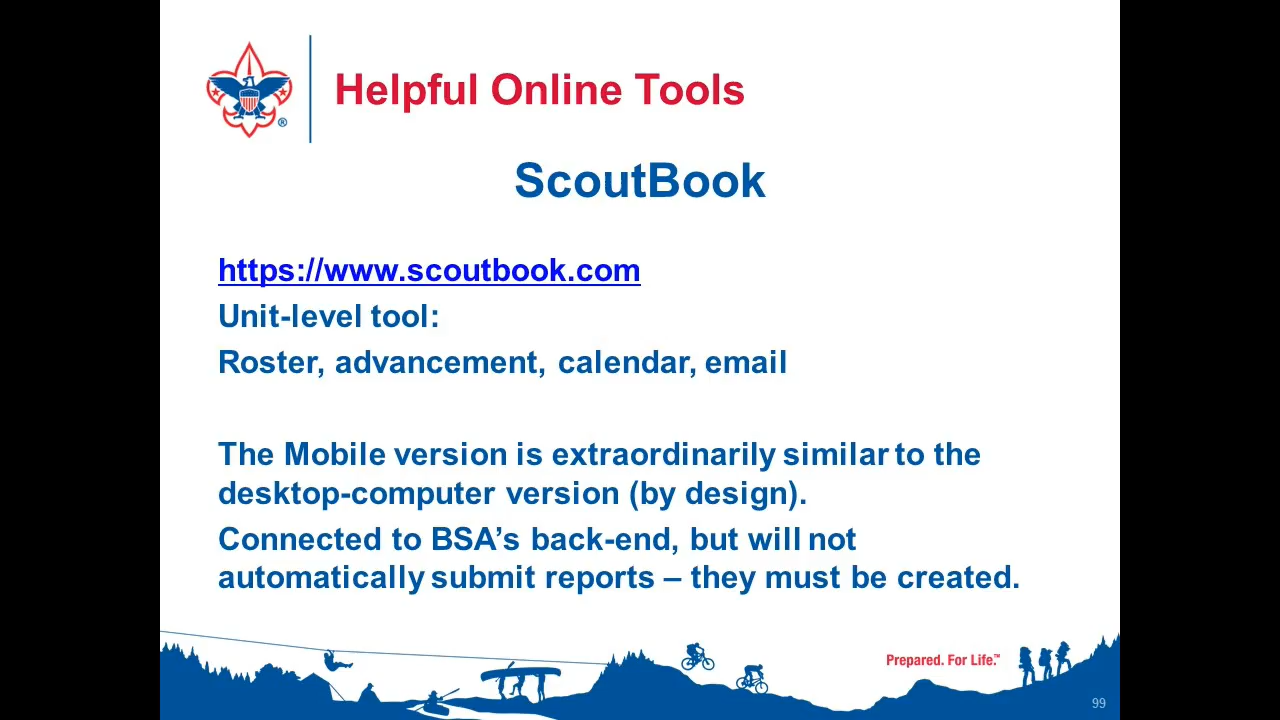 Helpful Online Tools
®
ScoutBook
https://www.scoutbook.com
Unit-level tool:
Roster, advancement, calendar, email
The Mobile version is extraordinarily similar to the
desktop-computer version (by design).
Connected to BSA’s back-end, but will not
automatically submit reports – they must be created.
Prepared. For Life.™
99